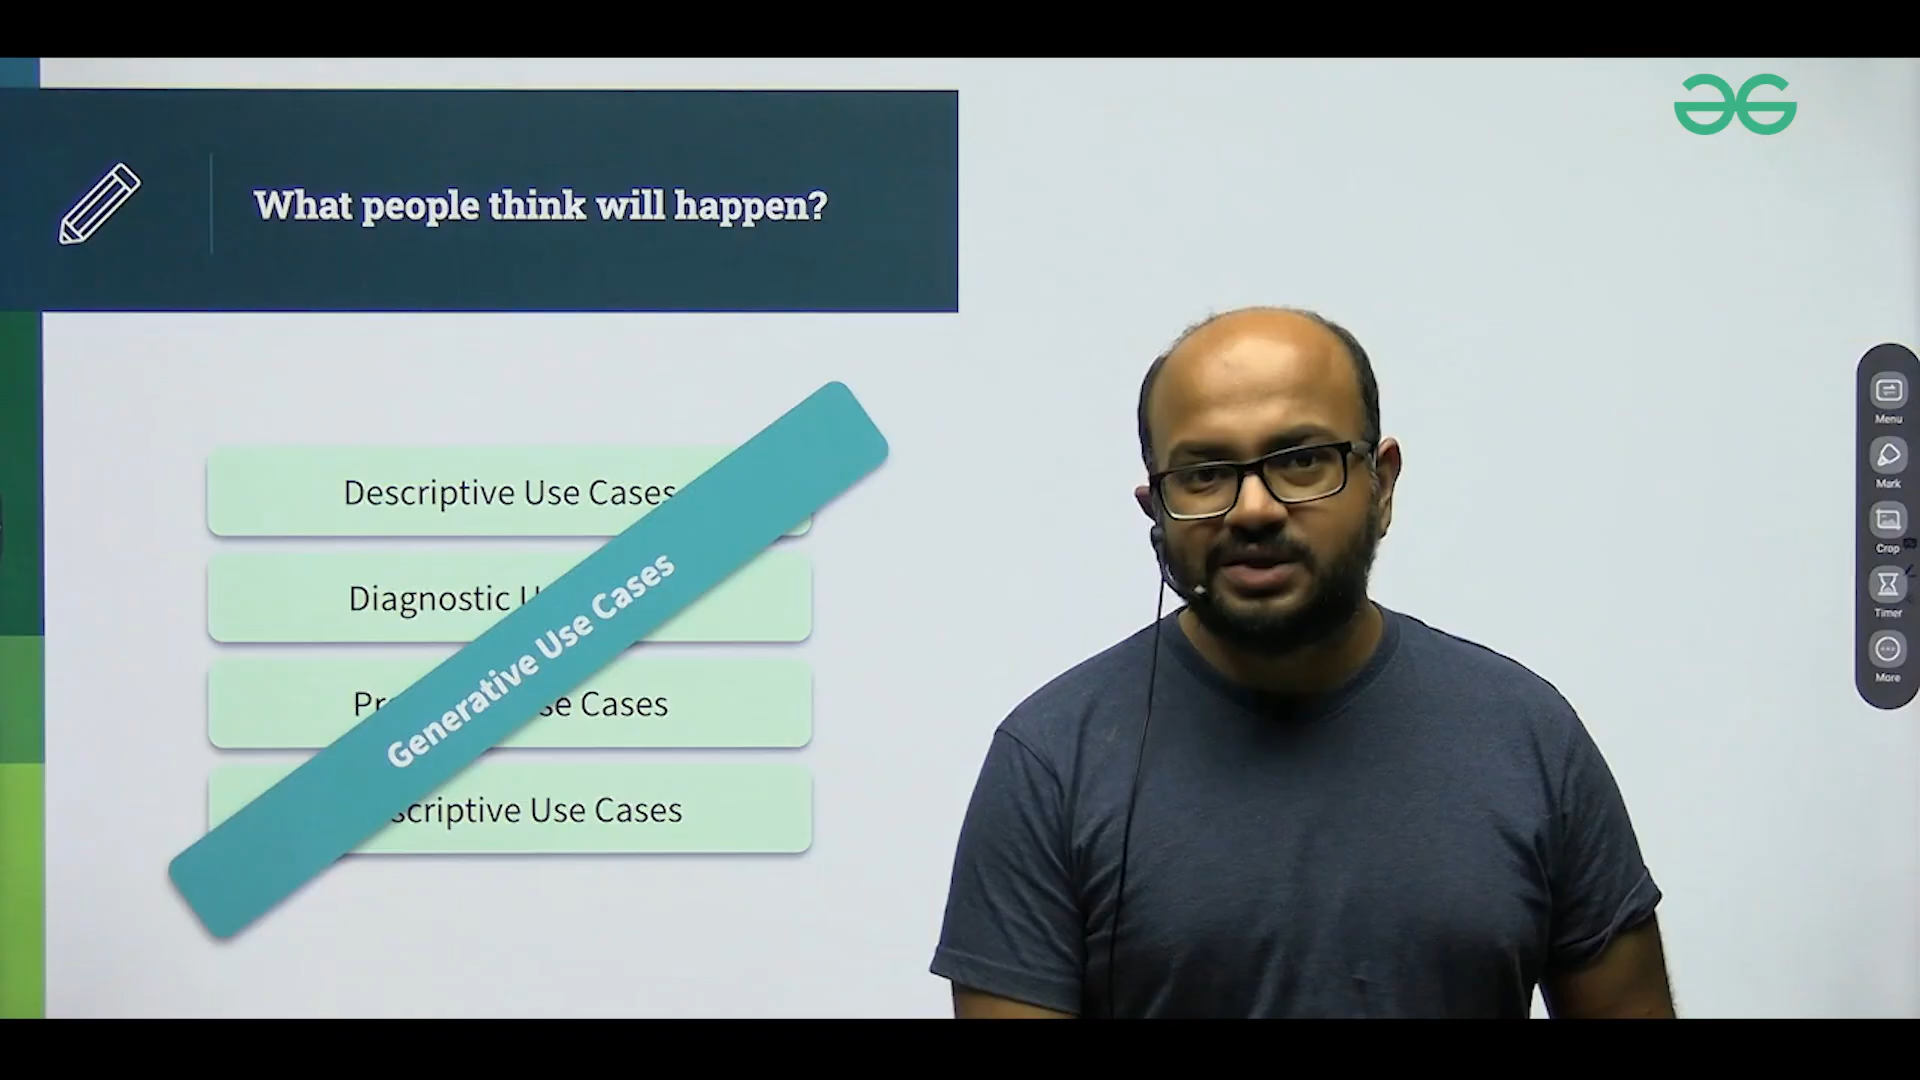 What people think will happen?
Descriptive Use Cases
Diagnostic
Use Cases
scriptive Use Cases
Generative Use Cases
Menu
Mark
Crop
Timer
More